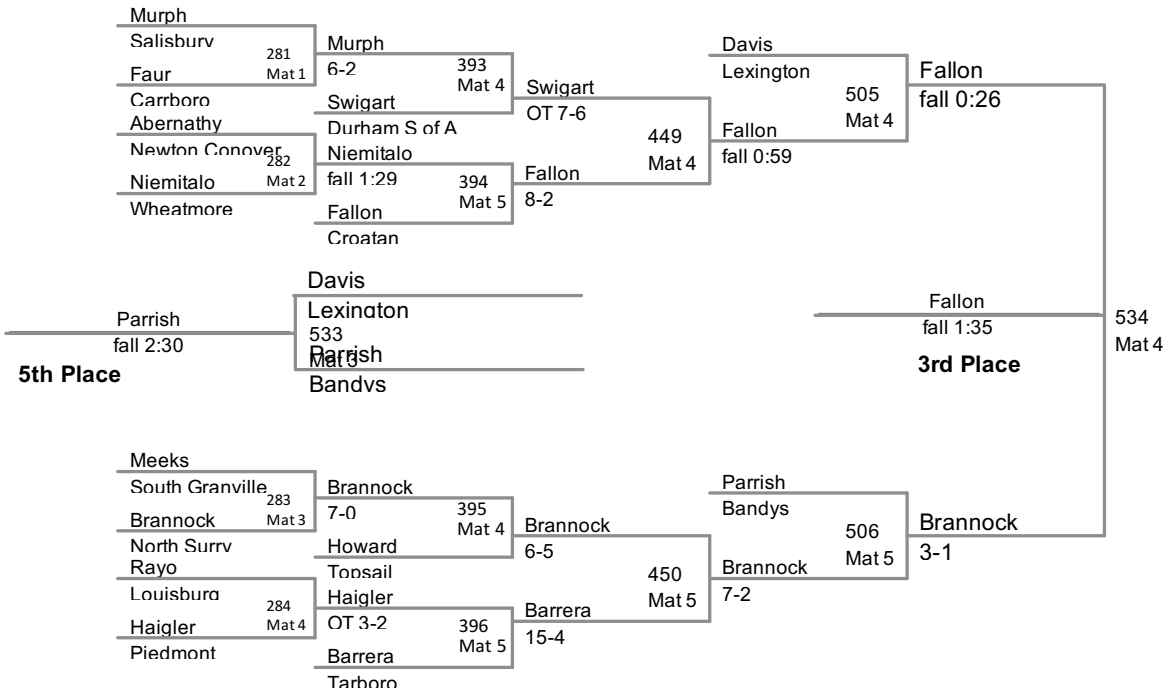 Murph
Salisbury
281
Mat 1
Faur
Carrboro
Murph
6-2
393
Mat 4
Swigart
Durham S of A
Abernathy
Newton Conover
282
Mat 2
Niemitalo
Wheatmore
Niemitalo
fall 1:29
394
Mat 5
Fallon
Croatan
Swigart
OT 7-6
449
Mat 4
Fallon
8-2
Davis
Lexington
505
Mat 4
Fallon
fall 0:59
Fallon
fall 0:26
Davis
Lexington
533
Mat 3
Parrish
Bandys
Parrish
fall 2:30
5th Place
Fallon
fall 1:35
3rd Place
534
Mat 4
Meeks
South Granville
283
Mat 3
Brannock
North Surry
Brannock
7-0
395
Mat 4
Howard
Topsail
Rayo
Louisburg
284
Mat 4
Haigler
Piedmont
Haigler
OT 3-2
396
Mat 5
Barrera
Tarboro
Brannock
6-5
450
Mat 5
Barrera
15-4
Parrish
Bandys
506
Mat 5
Brannock
7-2
Brannock
3-1